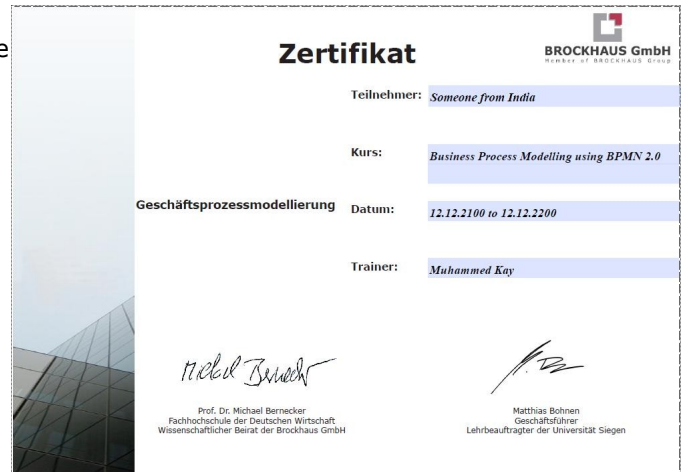 e
Zertifikat
BROCKHAUS GmbH
Member of BROCKHAUS Group
Teilnehmer: Someone from India
Kurs: Business Process Modelling using BPMN 2.0
Geschäftsprozessmodellierung
Datum: 12.12.2100 to 12.12.2200
Trainer: Muhammed Kay
Michael Bernecker
Prof. Dr. Michael Bernecker
Fachhochschule der Deutschen Wirtschaft
Wissenschaftlicher Beirat der Brockhaus GmbH
Matthias Bohnen
Geschäftsführer
Lehrbeauftragter der Universität Siegen